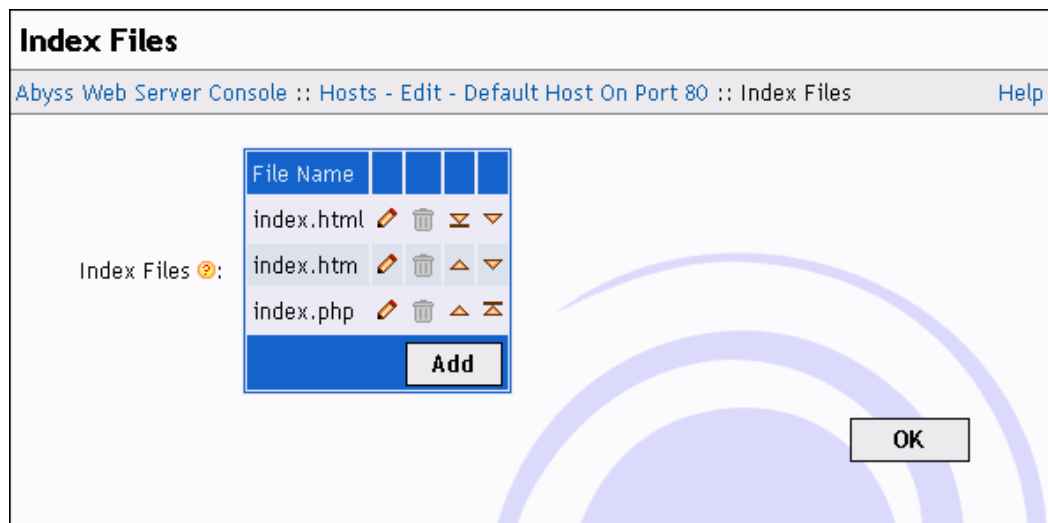 Index Files
Abyss Web Server Console :: Hosts - Edit - Default Host On Port 80 :: Index Files Help
File Name
index.html
Index Files ?:
index.htm
index.php
Add
OK